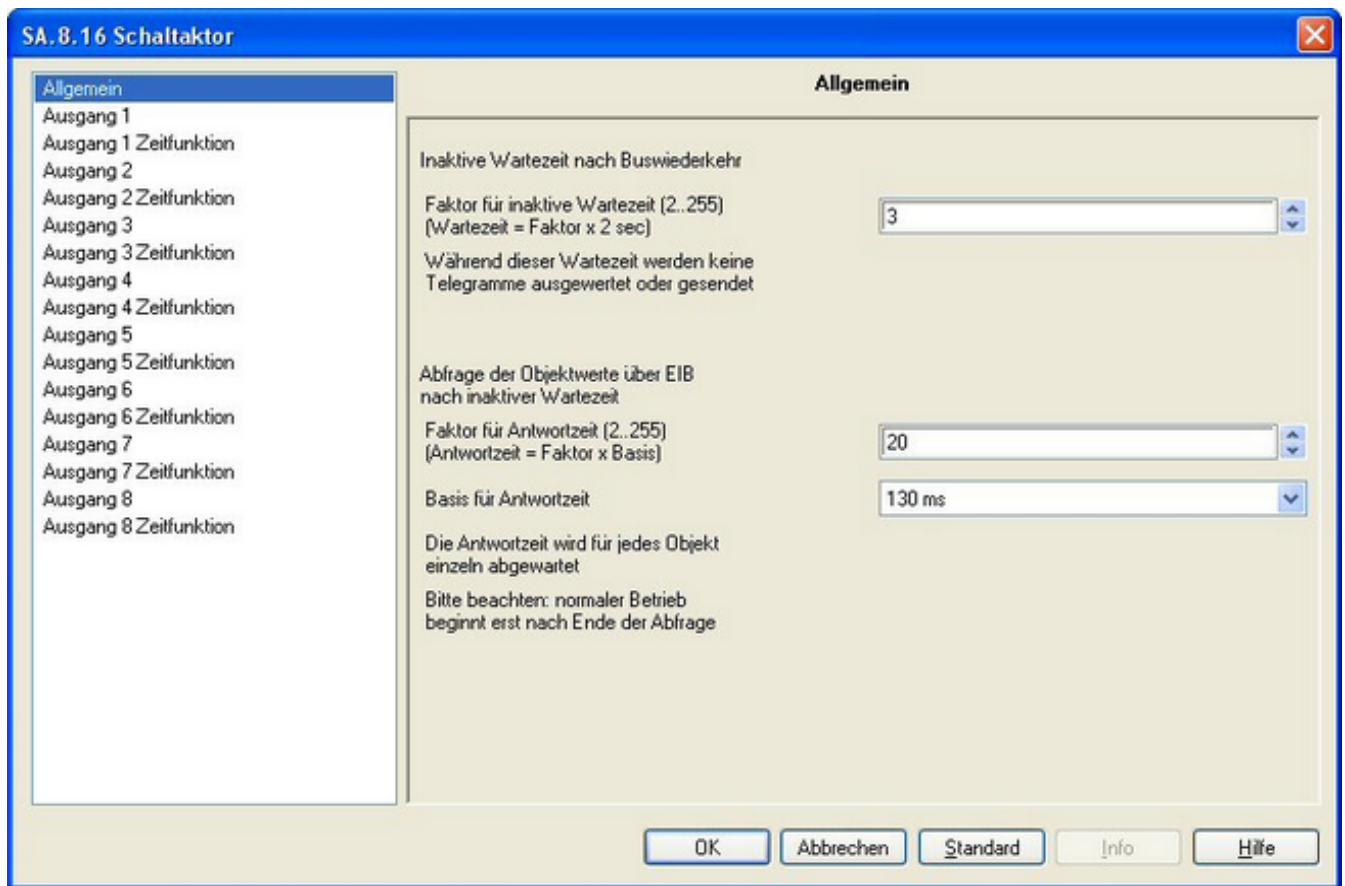 SA.8.16 Schaltaktor
Allgemein
Ausgang 1
Ausgang 1 Zeitfunktion
Ausgang 2
Ausgang 2 Zeitfunktion
Ausgang 3
Ausgang 3 Zeitfunktion
Ausgang 4
Ausgang 4 Zeitfunktion
Ausgang 5
Ausgang 5 Zeitfunktion
Ausgang 6
Ausgang 6 Zeitfunktion
Ausgang 7
Ausgang 7 Zeitfunktion
Ausgang 8
Ausgang 8 Zeitfunktion
Allgemein
Inaktive Wartezeit nach Buswiederkehr
Faktor für inaktive Wartezeit (2..255)
(Wartezeit = Faktor x 2 sec)
3
Während dieser Wartezeit werden keine
Telegramme ausgewertet oder gesendet
Abfrage der Objektwerte über EIB
nach inaktiver Wartezeit
Faktor für Antwortzeit (2..255)
(Antwortzeit = Faktor x Basis)
20
Basis für Antwortzeit
130 ms
Die Antwortzeit wird für jedes Objekt
einzeln abgewartet
Bitte beachten: normaler Betrieb
beginnt erst nach Ende der Abfrage
OK
Abbrechen
Standard
Info
Hilfe